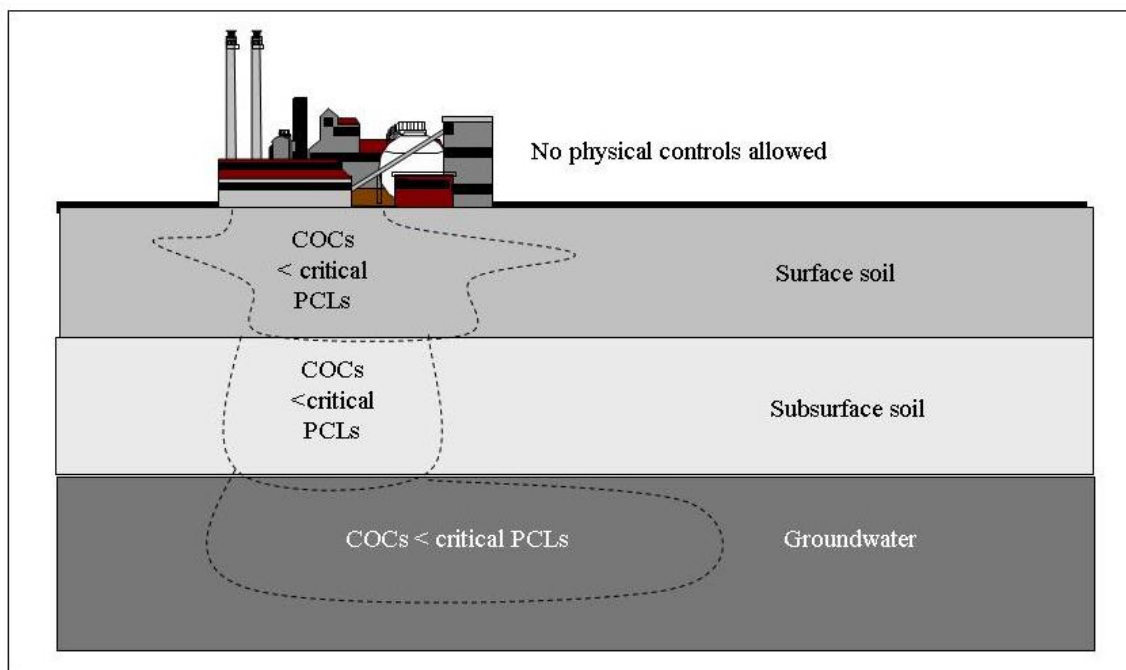 No physical controls allowed
COCs
< critical
PCLs
Surface soil
COCs
<critical
PCLs
Subsurface soil
COCs < critical PCLs
Groundwater